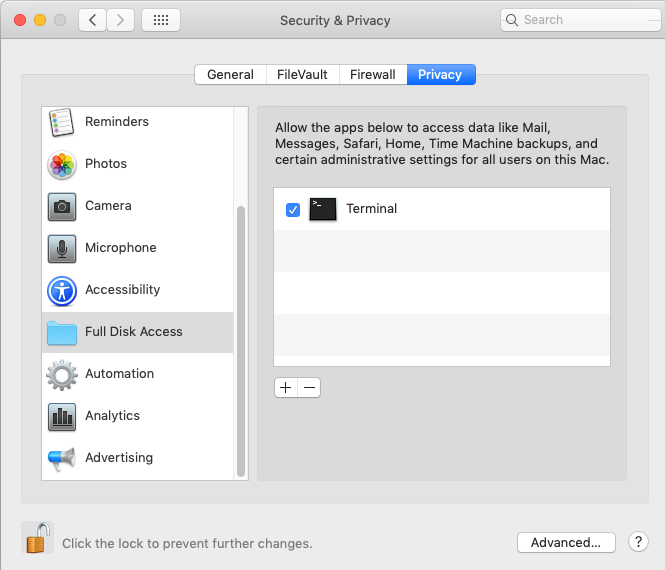 Security & Privacy
Search
General
FileVault
Firewall
Privacy
Reminders
Photos
Camera
Microphone
Accessibility
Full Disk Access
Automation
Analytics
Advertising
Allow the apps below to access data like Mail,
Messages, Safari, Home, Time Machine backups, and
certain administrative settings for all users on this Mac.
>_
Terminal
+
−
Click the lock to prevent further changes.
Advanced...
?